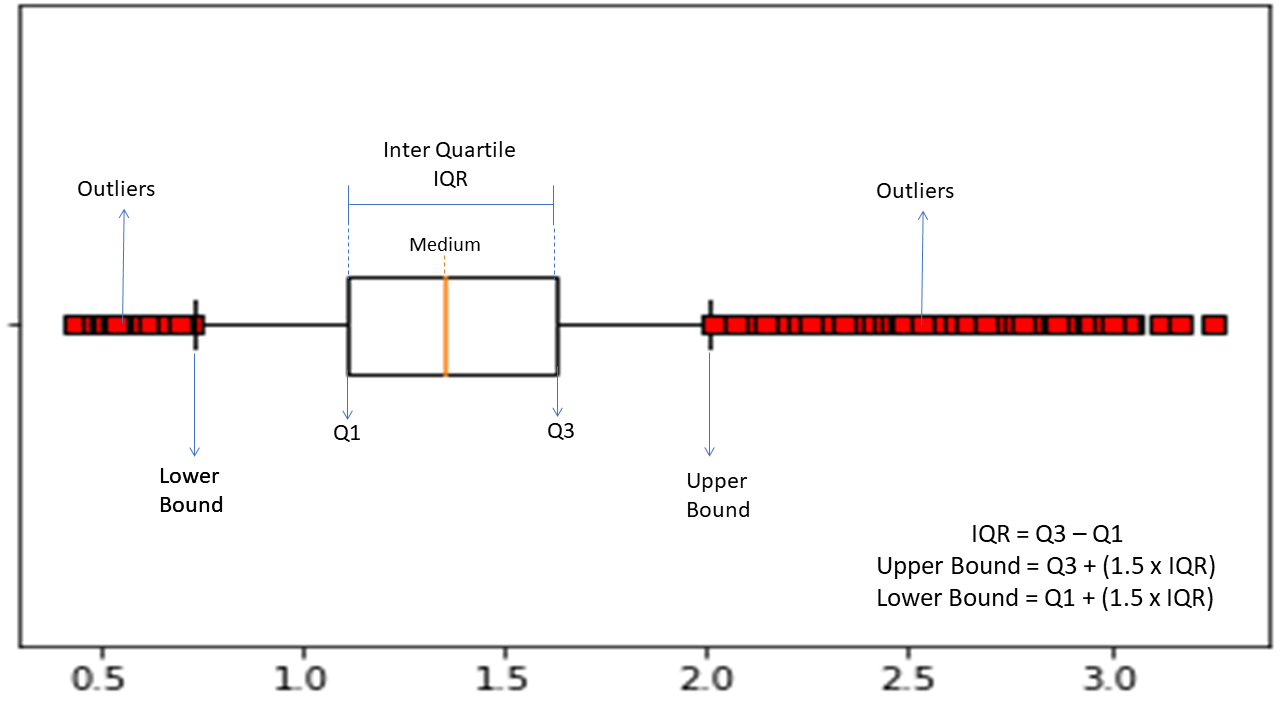 Inter Quartile
IQR
Outliers
Outliers
Medium
Q1
Q3
Lower
Bound
Upper
Bound
IQR = Q3 – Q1
Upper Bound = Q3 + (1.5 x IQR)
Lower Bound = Q1 + (1.5 x IQR)
0.5 1.0 1.5 2.0 2.5 3.0